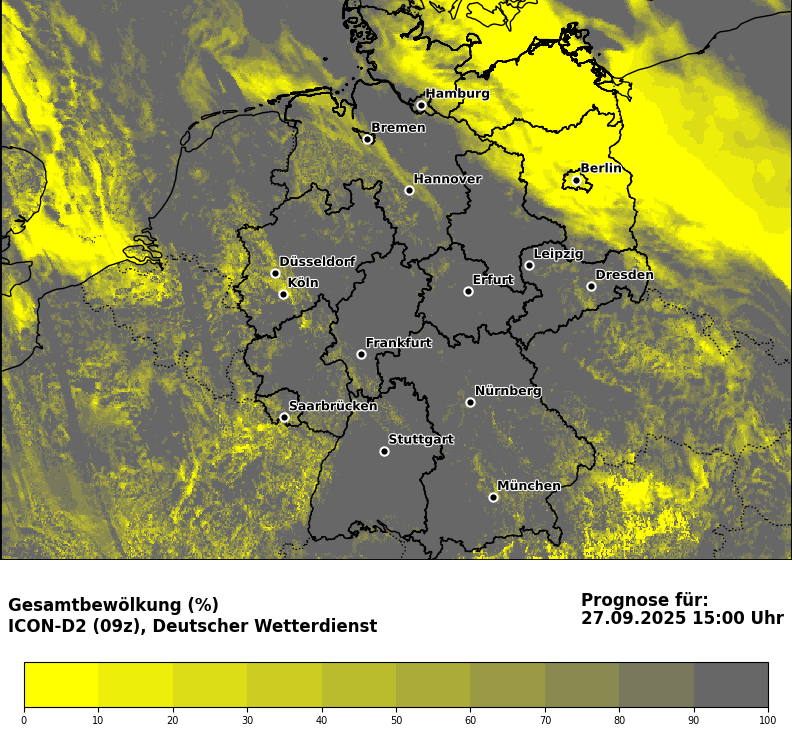 Hamburg
Bremen
Berlin
Hannover
Leipzig
Düsseldorf
Dresden
Köln
Erfurt
Frankfurt
Nürnberg
Saarbrücken
Stuttgart
München
Gesamtbewölkung (%)
ICON-D2 (09z), Deutscher Wetterdienst
Prognose für:
27.09.2025 15:00 Uhr
0 10 20 30 40 50 60 70 80 90 100